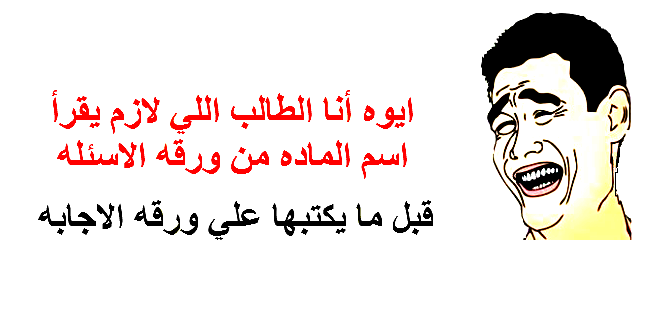 ايوه أنا الطالب اللي لازم يقرأ
اسم الماده من ورقه الاسئله
قبل ما يكتبها علي ورقه الاجابه